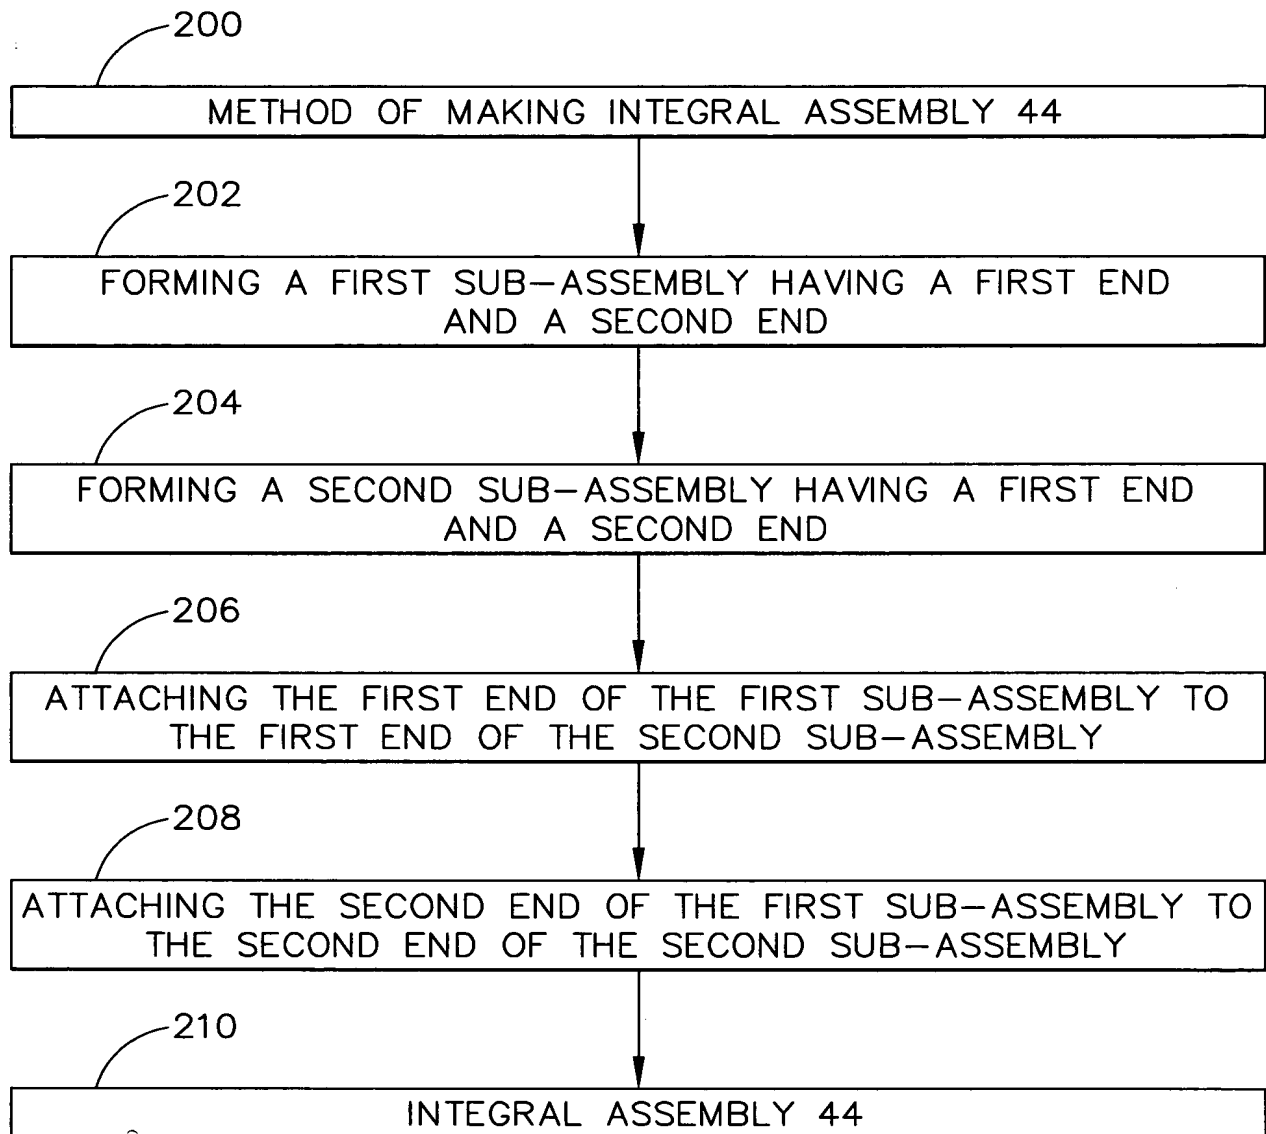 200
METHOD OF MAKING INTEGRAL ASSEMBLY 44
202
FORMING A FIRST SUB-ASSEMBLY HAVING A FIRST END
AND A SECOND END
204
FORMING A SECOND SUB-ASSEMBLY HAVING A FIRST END
AND A SECOND END
206
ATTACHING THE FIRST END OF THE FIRST SUB-ASSEMBLY TO
THE FIRST END OF THE SECOND SUB-ASSEMBLY
208
ATTACHING THE SECOND END OF THE FIRST SUB-ASSEMBLY TO
THE SECOND END OF THE SECOND SUB-ASSEMBLY
210
INTEGRAL ASSEMBLY 44